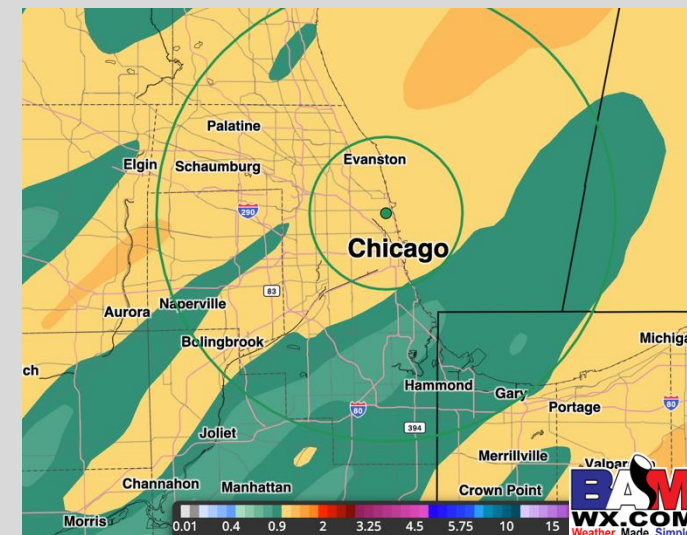 Palatine
Elgin
Schaumburg
Evanston
290
Chicago
83
Naperville
Aurora
Bolingbrook
Michiga
ch
Hammond
Gary
80
Portage
80
394
Joliet
Merrillville
Channahon
Manhattan
Crown Point
Morris
0.01 0.4 0.9 2 3.25 4.5 5.75 10 15
BAM
WX.COM
Weather Made Simple